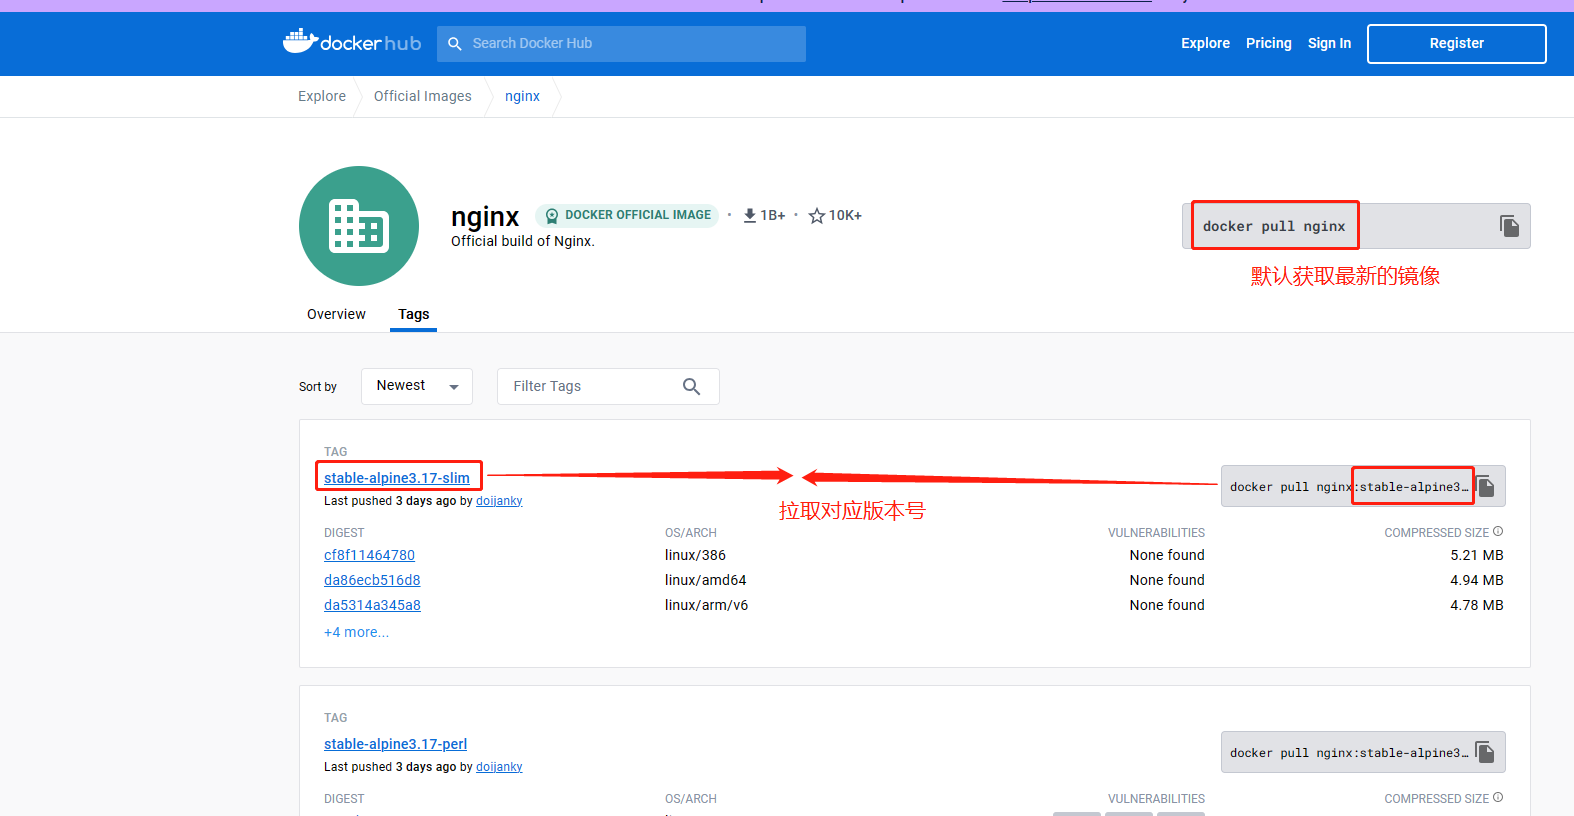 docker hub
Search Docker Hub
Explore
Pricing
Sign In
Register
Explore
Official Images
nginx
nginx
DOCKER OFFICIAL IMAGE
1B+
10K+
Official build of Nginx.
docker pull nginx
默认获取最新的镜像
Overview
Tags
Sort by
Newest
Filter Tags
TAG
stable-alpine3.17-slim
docker pull nginx:stable-alpine3…
Last pushed 3 days ago by doijanky
拉取对应版本号
DIGEST
OS/ARCH
VULNERABILITIES
COMPRESSED SIZE
cf8f11464780
linux/386
None found
5.21 MB
da86ecb516d8
linux/amd64
None found
4.94 MB
da5314a345a8
linux/arm/v6
None found
4.78 MB
+4 more...
TAG
stable-alpine3.17-perl
docker pull nginx:stable-alpine3…
Last pushed 3 days ago by doijanky
DIGEST
OS/ARCH
VULNERABILITIES
COMPRESSED SIZE